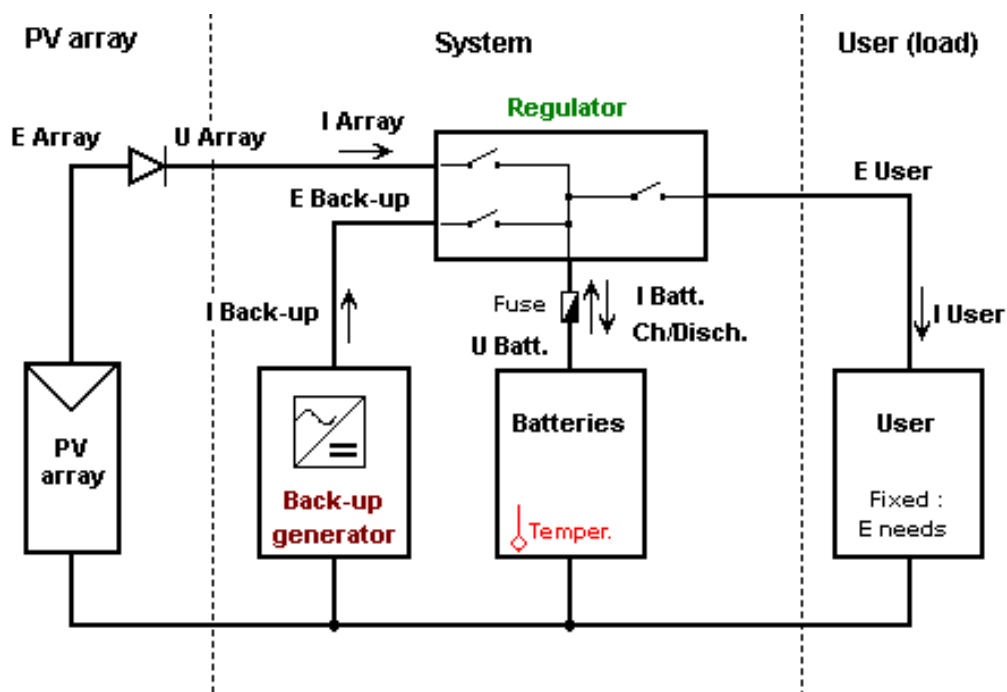 PV array
System
User (load)
Regulator
I Array
E Array
U Array
E Back-up
E User
I Back-up
Fuse
I Batt.
Ch/Disch.
U Batt.
I User
PV
array
Back-up
generator
Batteries
Temper.
User
Fixed :
E needs